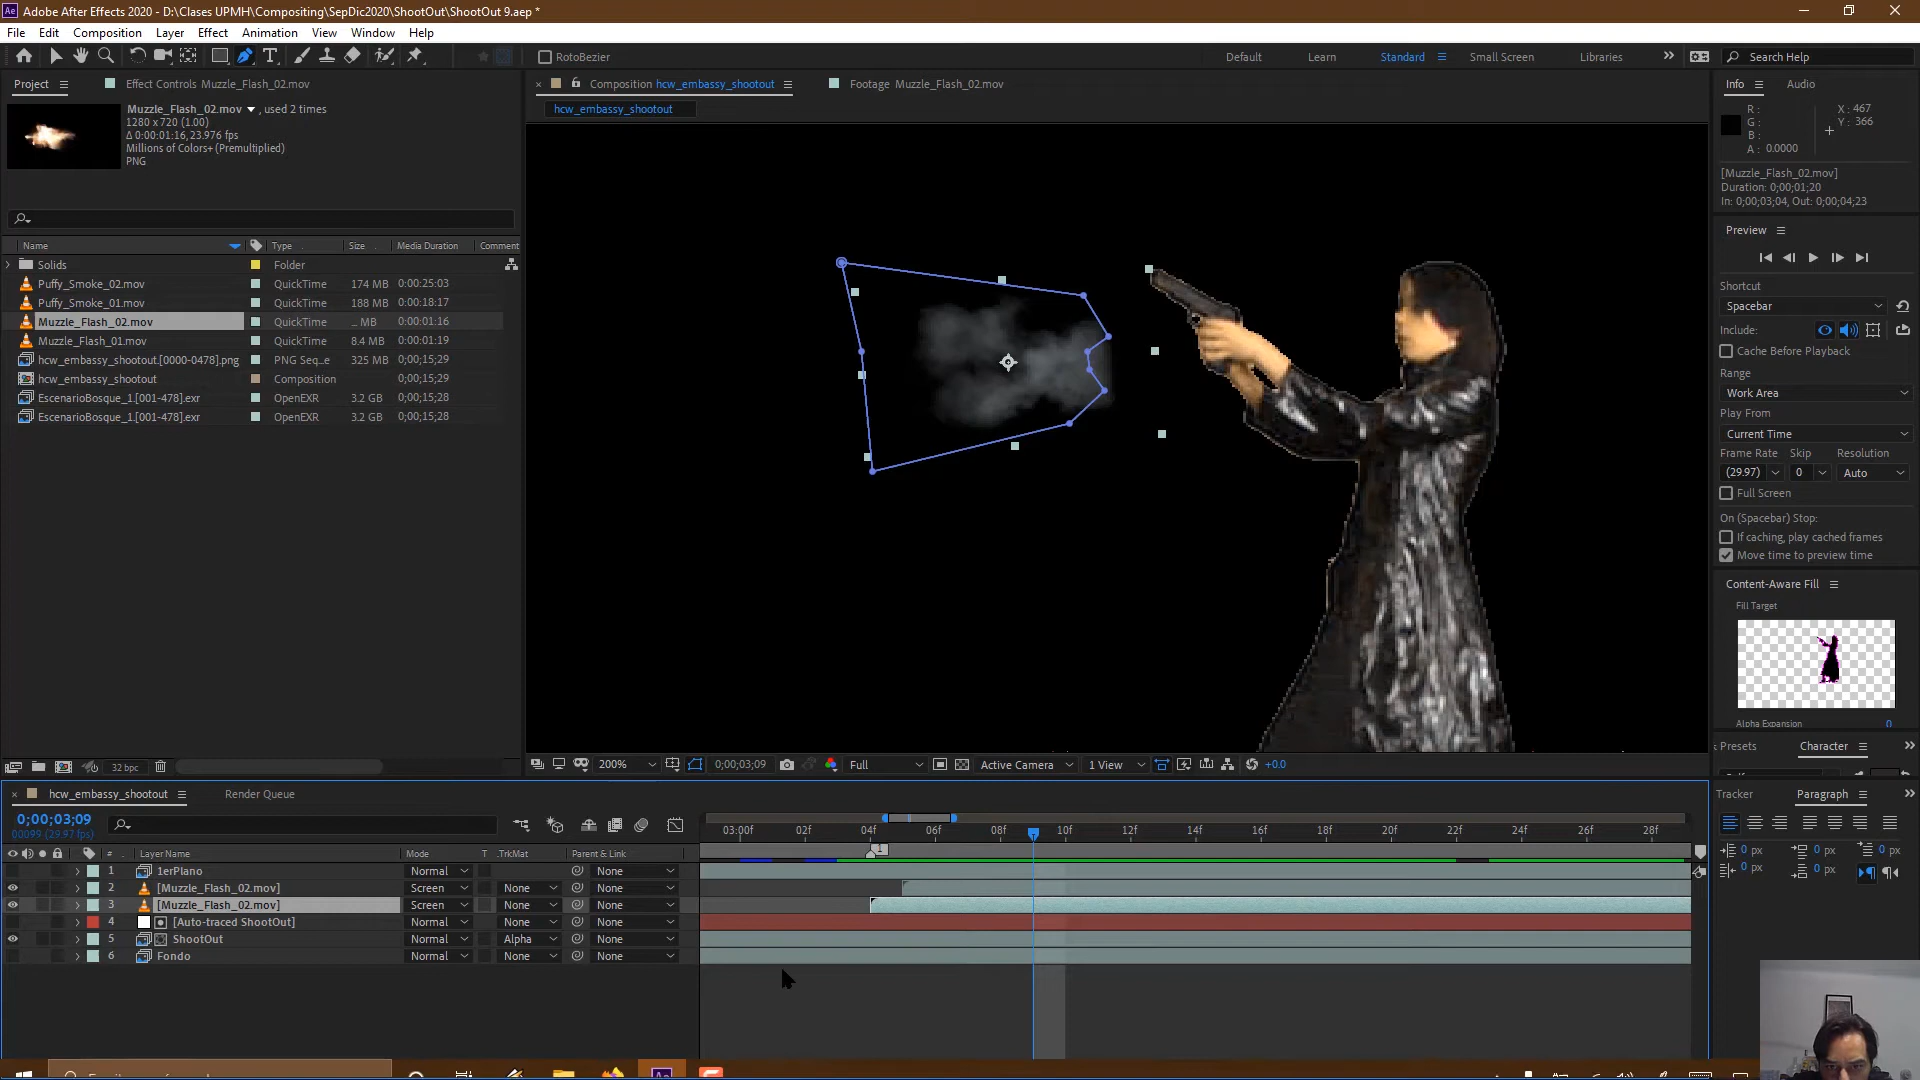 Adobe After Effects 2020 - D:\Clases UPMH\Compositing\SepDic2020\ShootOut\ShootOut 9.aep *
File Edit Composition Layer Effect Animation View Window Help
RotoBezier
Default Learn Standard Small Screen Libraries Search Help
Project Effect Controls Muzzle_Flash_02.mov
Muzzle_Flash_02.mov , used 2 times
1280 x 720 (1.00)
Δ 0:00:01:16, 23.976 fps
Millions of Colors+ (Premultiplied)
PNG
Name Type Size Media Duration Comment
Solids Folder
Puffy_Smoke_02.mov QuickTime 174 MB 0:00:25:03
Puffy_Smoke_01.mov QuickTime 188 MB 0:00:18:17
Muzzle_Flash_02.mov QuickTime ... MB 0:00:01:16
Muzzle_Flash_01.mov QuickTime 8.4 MB 0:00:01:19
hcw_embassy_shootout.[0000-0478].png PNG Seq...e 325 MB 0;00;15;29
hcw_embassy_shootout Composition 0;00;15;29
EscenarioBosque_1.[001-478].exr OpenEXR 3.2 GB 0;00;15;28
EscenarioBosque_1.[001-478].exr OpenEXR 3.2 GB 0;00;15;28
32 bpc
Composition hcw_embassy_shootout Footage Muzzle_Flash_02.mov
hcw_embassy_shootout
200% 0;00;03;09 Full Active Camera 1 View +0.0
Info Audio
R :
G :
B :
A : 0.0000
X : 467
Y : 366
[Muzzle_Flash_02.mov]
Duration: 0;00;01;20
In: 0;00;03;04, Out: 0;00;04;23
Preview
Shortcut
Spacebar
Include:
Cache Before Playback
Range
Work Area
Play From
Current Time
Frame Rate Skip Resolution
(29.97) 0 Auto
Full Screen
On (Spacebar) Stop:
If caching, play cached frames
Move time to preview time
Content-Aware Fill
Fill Target
Alpha Expansion 0
Presets Character
Tracker Paragraph
0 px 0 px 0 px
0 px 0 px
hcw_embassy_shootout Render Queue
0;00;03;09
00099 (29.97 fps)
# Layer Name Mode T .TrkMat Parent & Link
1 1erPlano Normal None
2 [Muzzle_Flash_02.mov] Screen None None
3 [Muzzle_Flash_02.mov] Screen None None
4 [Auto-traced ShootOut] Normal None None
5 ShootOut Normal Alpha None
6 Fondo Normal None None
03:00f 02f 04f 06f 08f 10f 12f 14f 16f 18f 20f 22f 24f 26f 28f
1